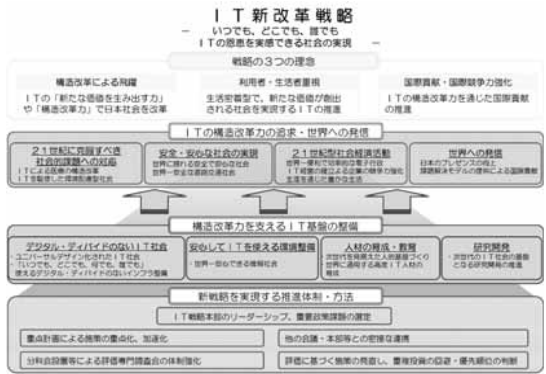 IT新改革戦略
― いつでも、どこでも、誰でも
ITの恩恵を実感できる社会の実現 ―
戦略の3つの理念
構造改革による飛躍
ITの「新たな価値を生み出す力」
や「構造改革力」で日本社会を改革
利用者・生活者重視
生活密着型で、新たな価値が創出
される社会を実現するITの推進
国際貢献・国際競争力強化
ITの構造改革力を通じた国際貢献
の推進
ITの構造改革力の追求・世界への発信
21世紀に克服すべき
社会的課題への対応
ITによる医療の構造改革
ITを駆使した環境配慮型社会
安全・安心な社会の実現
世界に誇れる安全で安心な社会
世界一安全な道路交通社会
21世紀型社会経済活動
世界一便利で効率的な電子行政
IT経営の確立による企業の競争力強化
生涯を通じた豊かな生活
世界への発信
日本のプレゼンスの向上
課題解決モデルの提供による国際貢献
構造改革力を支えるIT基盤の整備
デジタル・ディバイドのないIT社会
・ユニバーサルデザイン化されたIT社会
・「いつでも、どこでも、何でも、誰でも」
使えるデジタル・ディバイドのないインフラ整備
安心してITを使える環境整備
・世界一安心できる情報社会
人材の育成・教育
・次世代を見据えた人的基盤づくり
世界に通用する高度IT人材の
育成
研究開発
・次世代のIT社会の基盤
となる研究開発の推進
新戦略を実現する推進体制・方法
IT戦略本部のリーダーシップ、重要政策課題の選定
重点計画による施策の重点化、加速化
他の会議・本部等との密接な連携
分科会設置等による評価専門調査会の体制強化
評価に基づく施策の見直し、重複投資の回避・優先順位の判断